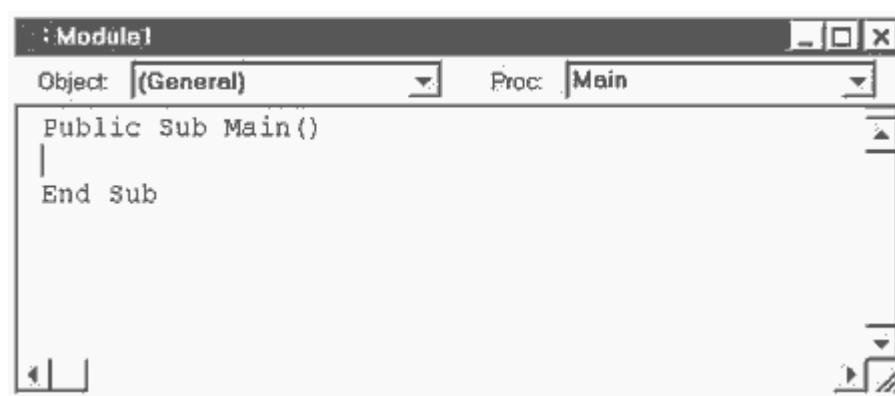 : Module1
Object: (General) Proc: Main
Public Sub Main()
End Sub